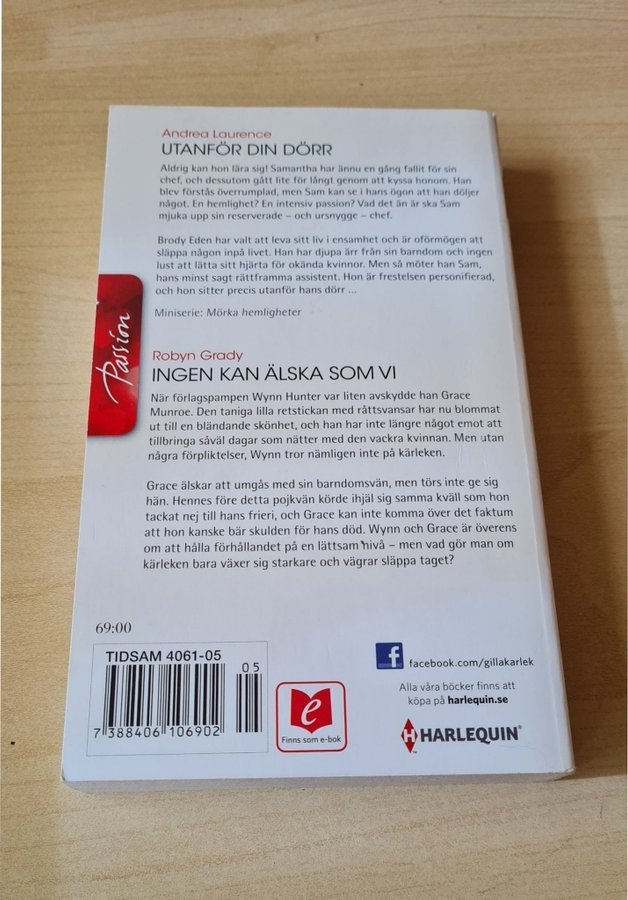 Andrea Laurence
UTANFÖR DIN DÖRR
Aldrig kan hon lära sig! Samantha har ännu en gång fallit för sin
chef, och dessutom gått lite för långt genom att kyssa honom. Han
blev förstås överrumplad, men Sam kan se i hans ögon att han döljer
något. En hemlighet? En intensiv passion? Vad det än är ska Sam
mjuka upp sin reserverade – och ursnygge – chef.
Brody Eden har valt att leva sitt liv i ensamhet och är oförmögen att
släppa någon inpå livet. Han har djupa ärr från sin barndom och ingen
lust att lätta sitt hjärta för okända kvinnor. Men så möter han Sam,
hans minst sagt rättframma assistent. Hon är frestelsen personifierad,
och hon sitter precis utanför hans dörr ...
Miniserie: Mörka hemligheter
Passion
Robyn Grady
INGEN KAN ÄLSKA SOM VI
När förlagspampen Wynn Hunter var liten avskydde han Grace
Munroe. Den taniga lilla retstickan med råttsvansar har nu blommat
ut till en bländande skönhet, och han har inte längre något emot att
tillbringa såväl dagar som nätter med den vackra kvinnan. Men utan
några förpliktelser, Wynn tror nämligen inte på kärleken.
Grace älskar att umgås med sin barndomsvän, men törs inte ge sig
hän. Hennes före detta pojkvän körde ihjäl sig samma kväll som hon
tackat nej till hans frieri, och Grace kan inte komma över det faktum
att hon kanske bär skulden för hans död. Wynn och Grace är överens
om att hålla förhållandet på en lättsam nivå – men vad gör man om
kärleken bara växer sig starkare och vägrar släppa taget?
69:00
TIDSAM 4061-05
05
7 388406 106902
e
Finns som e-bok
f
facebook.com/gillakarlek
Alla våra böcker finns att
köpa på harlequin.se
H HARLEQUIN®
™